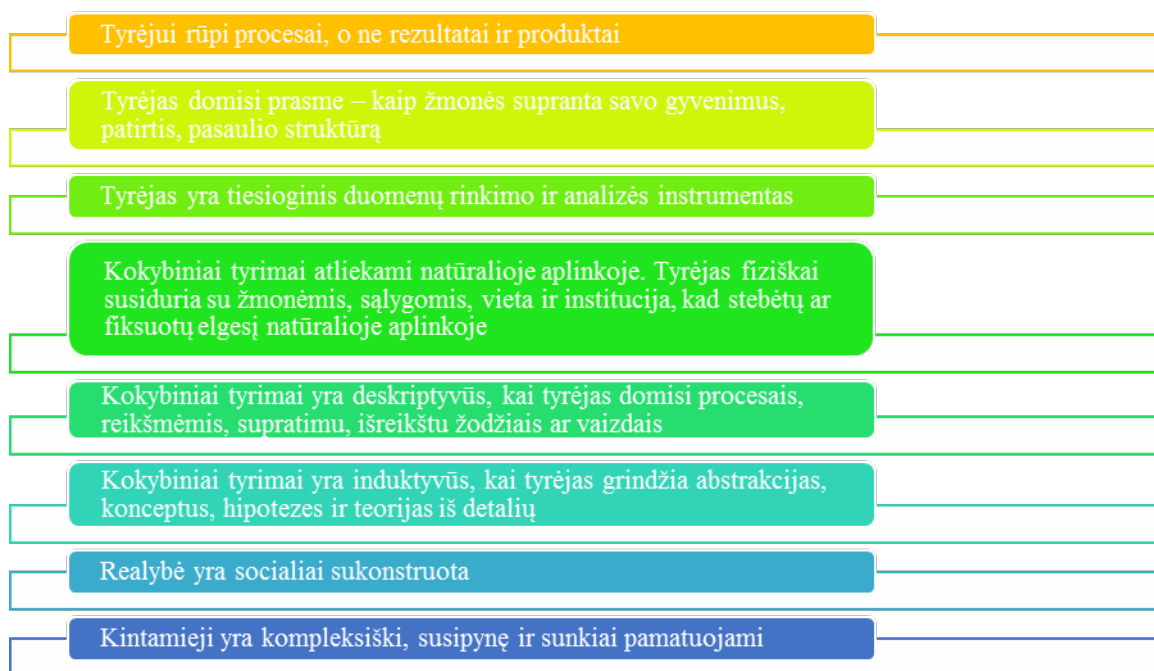 Tyrėjui rūpi procesai, o ne rezultatai ir produktai
Tyrėjas domisi prasme – kaip žmonės supranta savo gyvenimus,
patirtis, pasaulio struktūrą
Tyrėjas yra tiesioginis duomenų rinkimo ir analizės instrumentas
Kokybiniai tyrimai atliekami natūralioje aplinkoje. Tyrėjas fiziškai
susiduria su žmonėmis, sąlygomis, vieta ir institucija, kad stebėtų ar
fiksuotų elgesį natūralioje aplinkoje
Kokybiniai tyrimai yra deskriptyvūs, kai tyrėjas domisi procesais,
reikšmėmis, supratimu, išreikštu žodžiais ar vaizdais
Kokybiniai tyrimai yra induktyvūs, kai tyrėjas grindžia abstrakcijas,
konceptus, hipotezes ir teorijas iš detalių
Realybė yra socialiai sukonstruota
Kintamieji yra kompleksiški, susipynę ir sunkiai pamatuojami